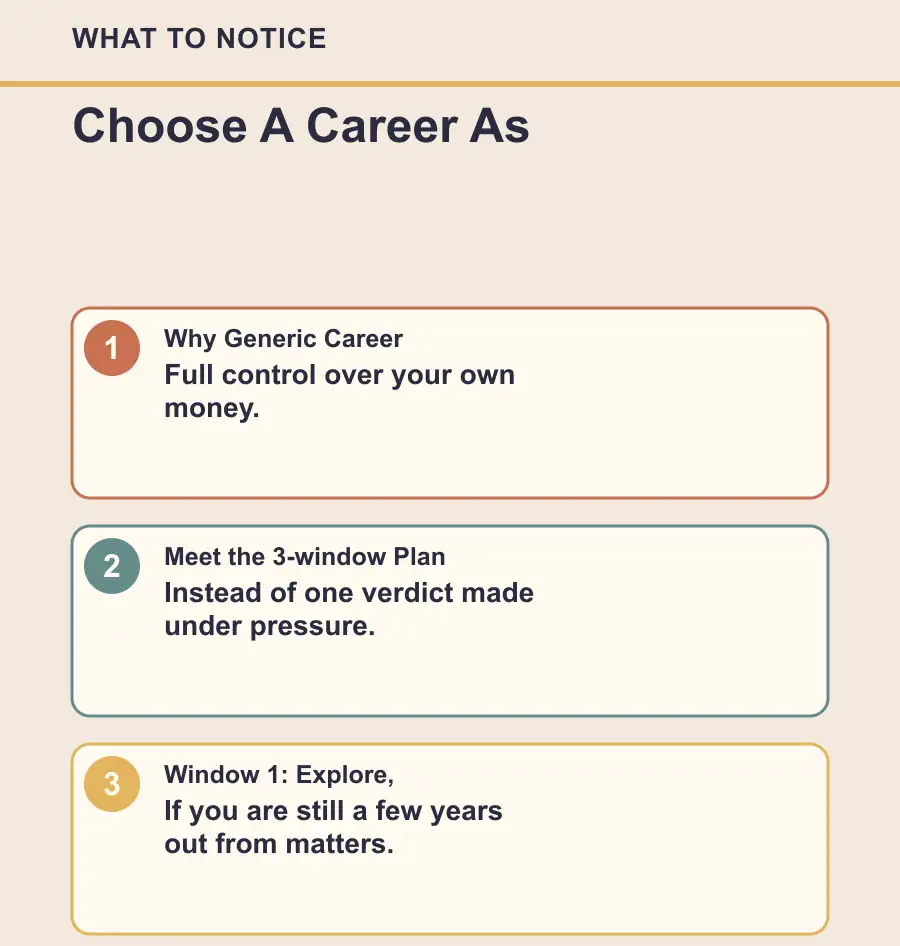 WHAT TO NOTICE
Choose A Career As
1
Why Generic Career
Full control over your own
money.
2
Meet the 3-window Plan
Instead of one verdict made
under pressure.
3
Window 1: Explore,
If you are still a few years
out from matters.